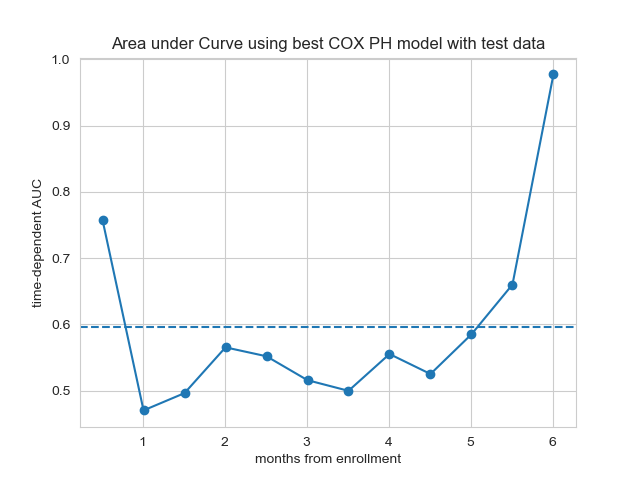 Area under Curve using best COX PH model with test data
time-dependent AUC
1.0
0.9
0.8
0.7
0.6
0.5
1 2 3 4 5 6
months from enrollment